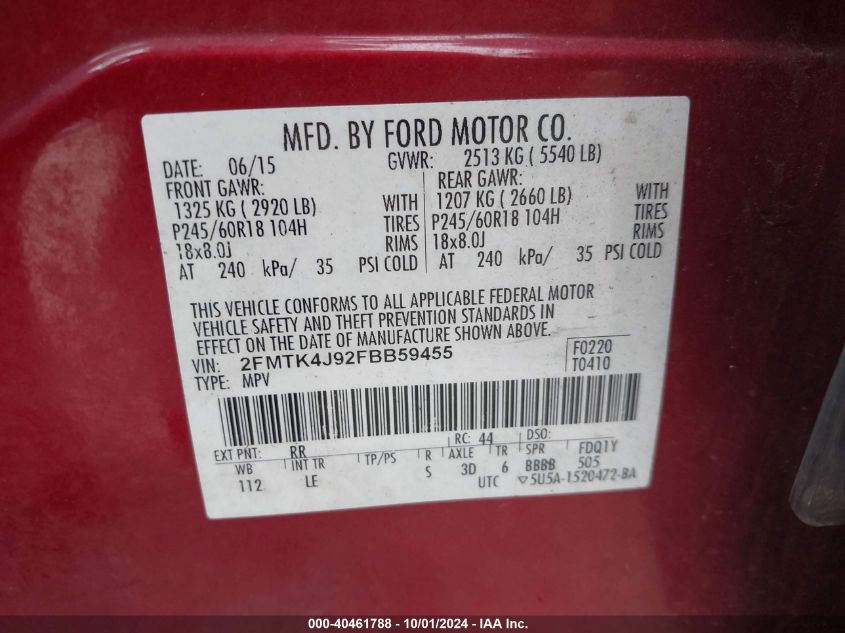 MFD. BY FORD MOTOR CO.
DATE: 06/15 GVWR: 2513 KG ( 5540 LB)
FRONT GAWR: REAR GAWR:
1325 KG ( 2920 LB) WITH 1207 KG ( 2660 LB) WITH
P245/60R18 104H TIRES P245/60R18 104H TIRES
18x8.0J RIMS 18x8.0J RIMS
AT 240 kPa/ 35 PSI COLD AT 240 kPa/ 35 PSI COLD
THIS VEHICLE CONFORMS TO ALL APPLICABLE FEDERAL MOTOR
VEHICLE SAFETY AND THEFT PREVENTION STANDARDS IN
EFFECT ON THE DATE OF MANUFACTURE SHOWN ABOVE.
VIN: 2FMTK4J92FBB59455 F0220
TYPE: MPV T0410
EXT PNT: RR RC: 44 DSO: FDQ1Y
WB INT TR TP/PS R AXLE TR SPR 505
112 LE S 3D 6 BBBB
UTC ▽5U5A-1520472-BA
000-40461788 - 10/01/2024 - IAA Inc.